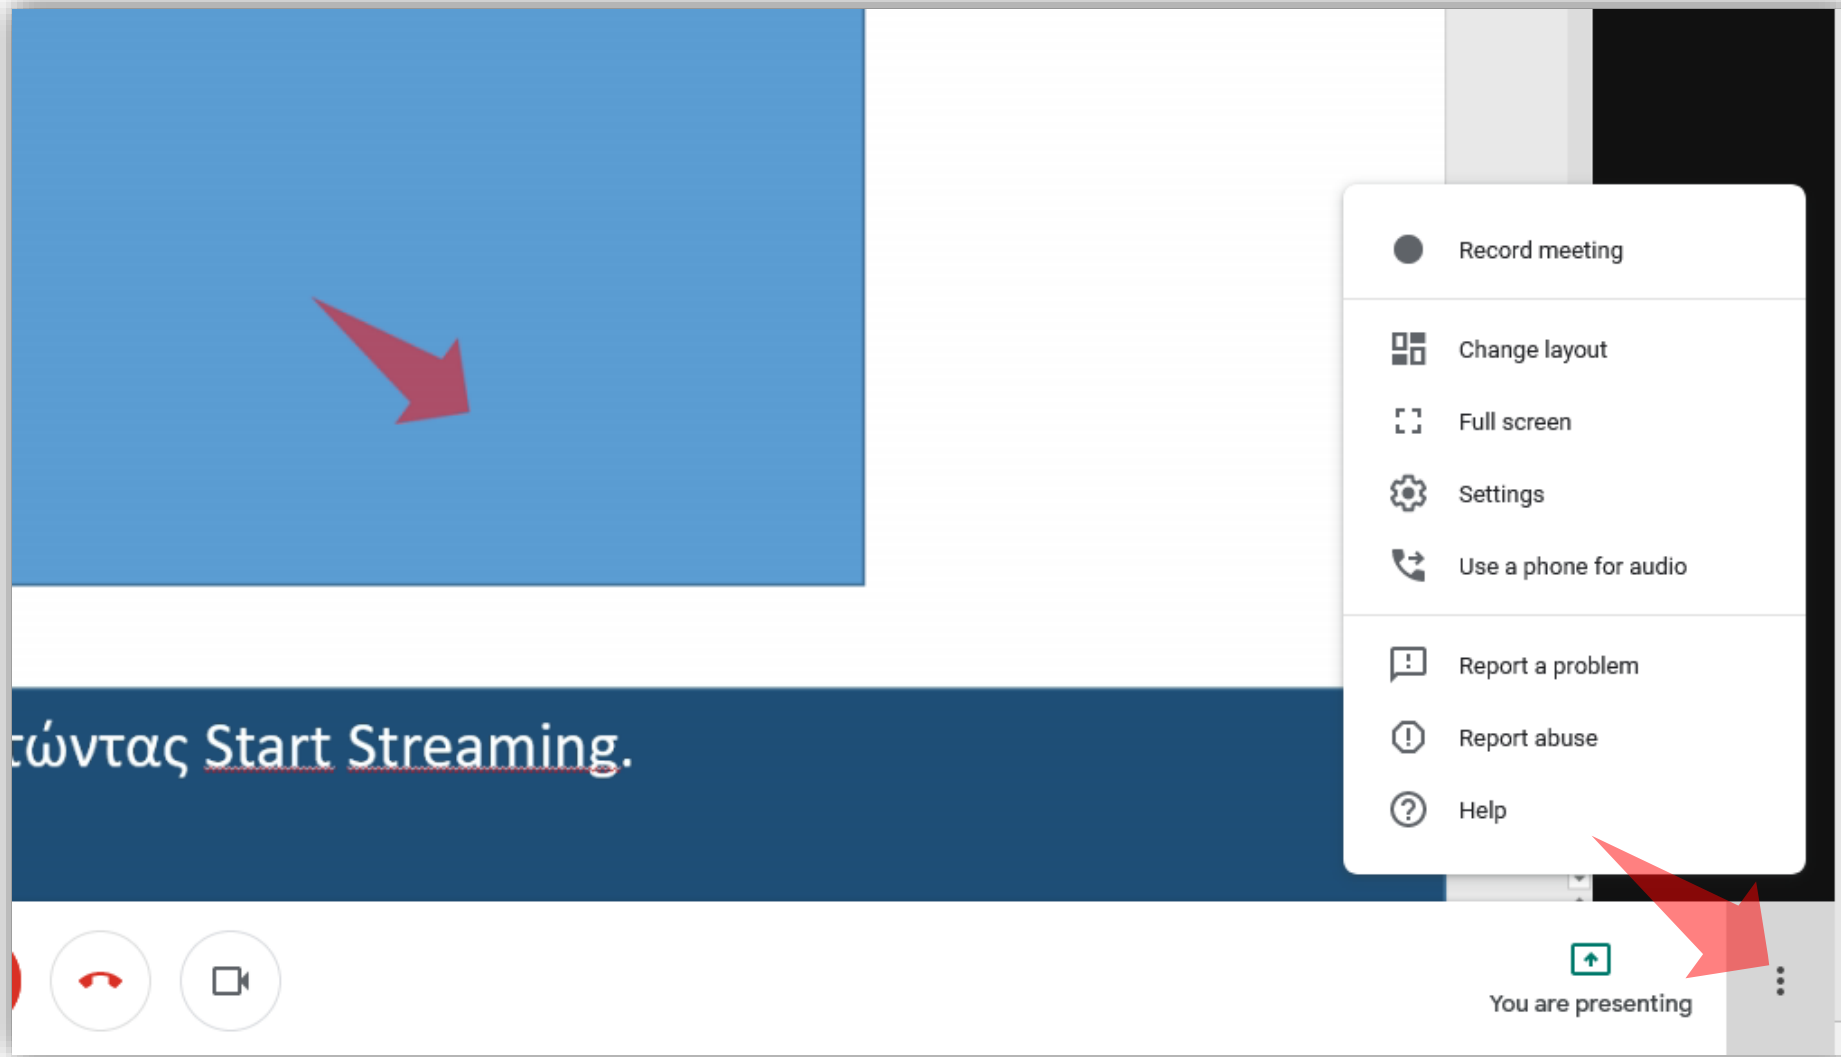 Record meeting
Change layout
Full screen
Settings
Use a phone for audio
Report a problem
Report abuse
Help
τώντας Start Streaming.
You are presenting